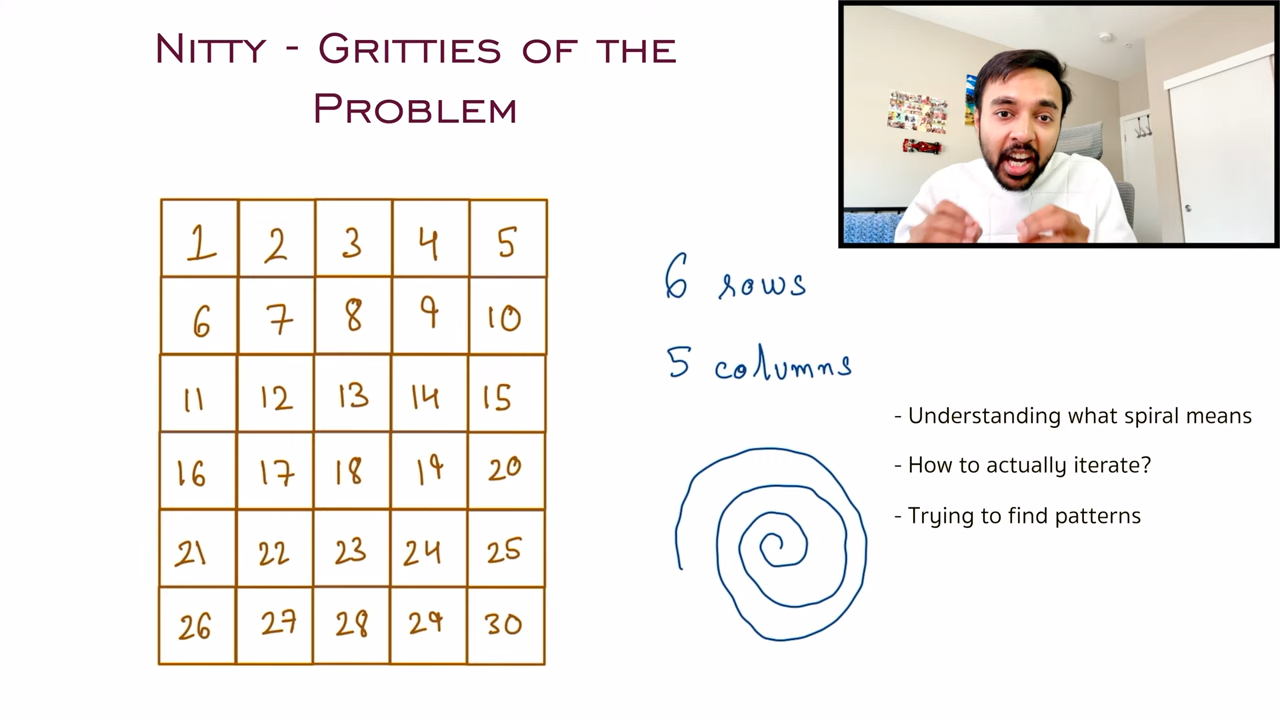 NITTY - GRITTIES OF THE
PROBLEM
1 2 3 4 5
6 7 8 9 10
11 12 13 14 15
16 17 18 19 20
21 22 23 24 25
26 27 28 29 30
6 rows
5 columns
- Understanding what spiral means
- How to actually iterate?
- Trying to find patterns